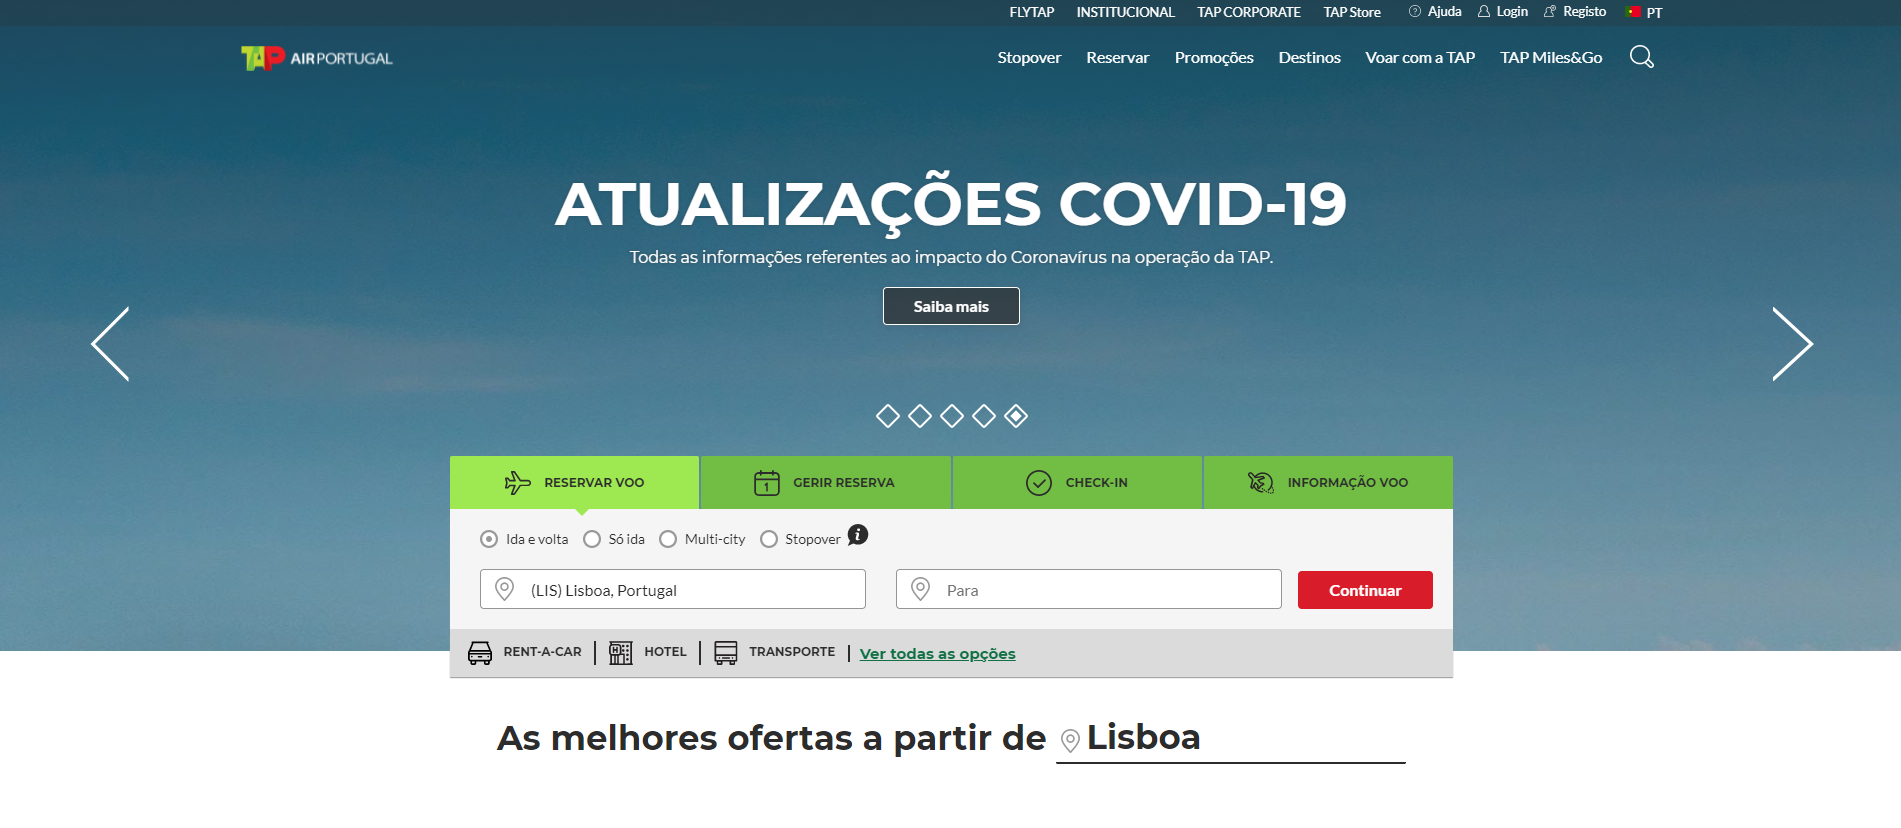 FLYTAP INSTITUCIONAL TAP CORPORATE TAP Store Ajuda Login Registo PT
TAP AIRPORTUGAL Stopover Reservar Promoções Destinos Voar com a TAP TAP Miles&Go
ATUALIZAÇÕES COVID-19
Todas as informações referentes ao impacto do Coronavírus na operação da TAP.
Saiba mais
RESERVAR VOO 1 GERIR RESERVA CHECK-IN INFORMAÇÃO VOO
Ida e volta Só ida Multi-city Stopover i
(LIS) Lisboa, Portugal Para Continuar
RENT-A-CAR H HOTEL TRANSPORTE Ver todas as opções
As melhores ofertas a partir de Lisboa